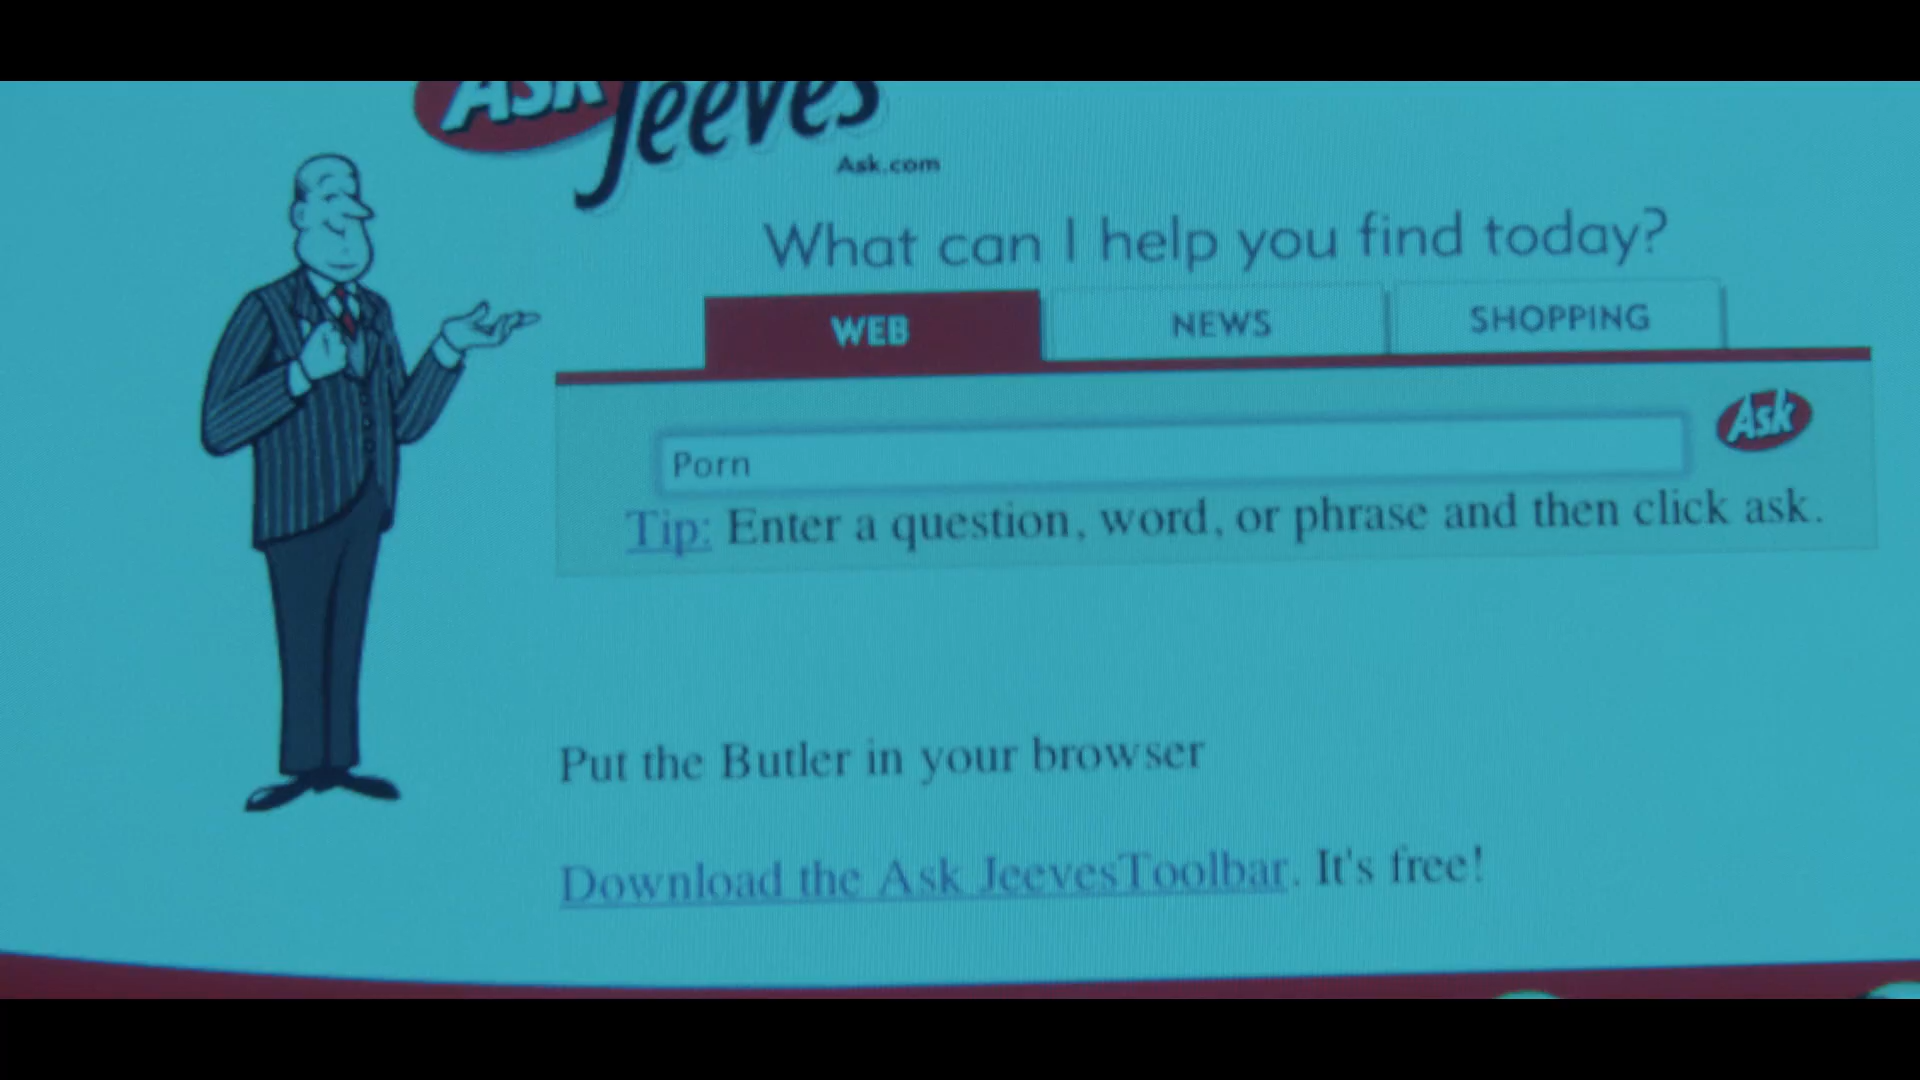 Ask Jeeves
Ask.com
What can I help you find today?
WEB NEWS SHOPPING
Porn
Ask
Tip: Enter a question, word, or phrase and then click ask.
Put the Butler in your browser
Download the Ask JeevesToolbar. It's free!